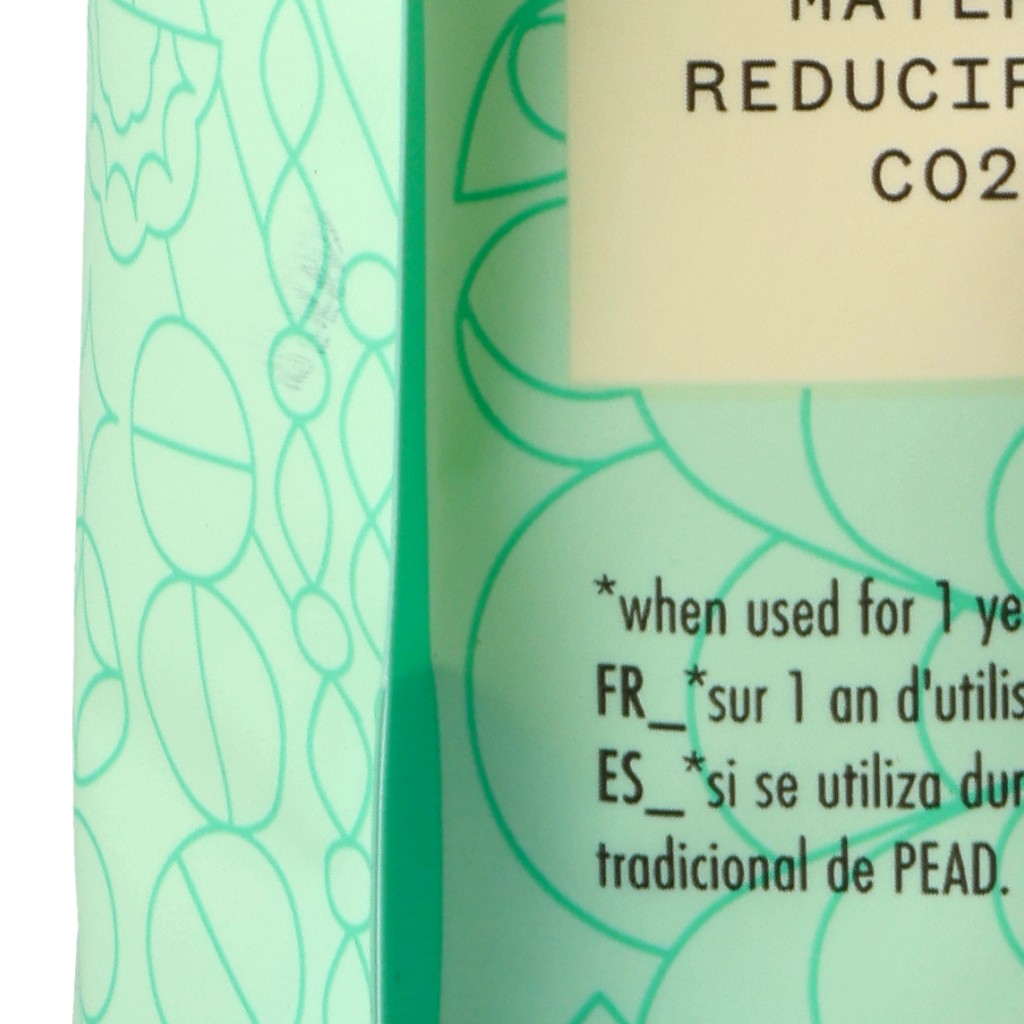 REDUCIR
CO2
*when used for 1 ye
FR_*sur 1 an d'utilis
ES_*si se utiliza dur
tradicional de PEAD.